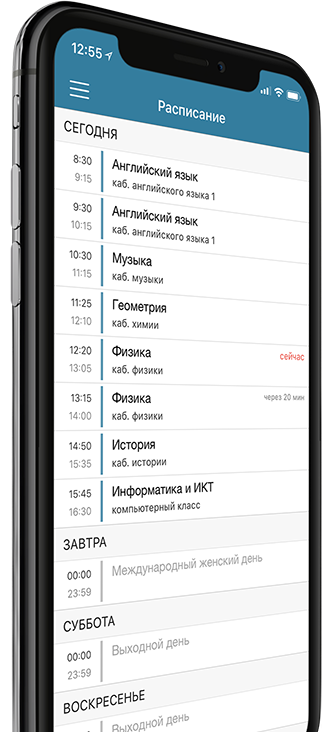 12:55
Расписание
СЕГОДНЯ
8:30 Английский язык
9:15 каб. английского языка 1
9:30 Английский язык
10:15 каб. английского языка 1
10:30 Музыка
11:15 каб. музыки
11:25 Геометрия
12:10 каб. химии
12:20 Физика сейчас
13:05 каб. физики
13:15 Физика через 20 мин
14:00 каб. физики
14:50 История
15:35 каб. истории
15:45 Информатика и ИКТ
16:30 компьютерный класс
ЗАВТРА
00:00 Международный женский день
23:59
СУББОТА
00:00 Выходной день
23:59
ВОСКРЕСЕНЬЕ
00:00 Выходной день